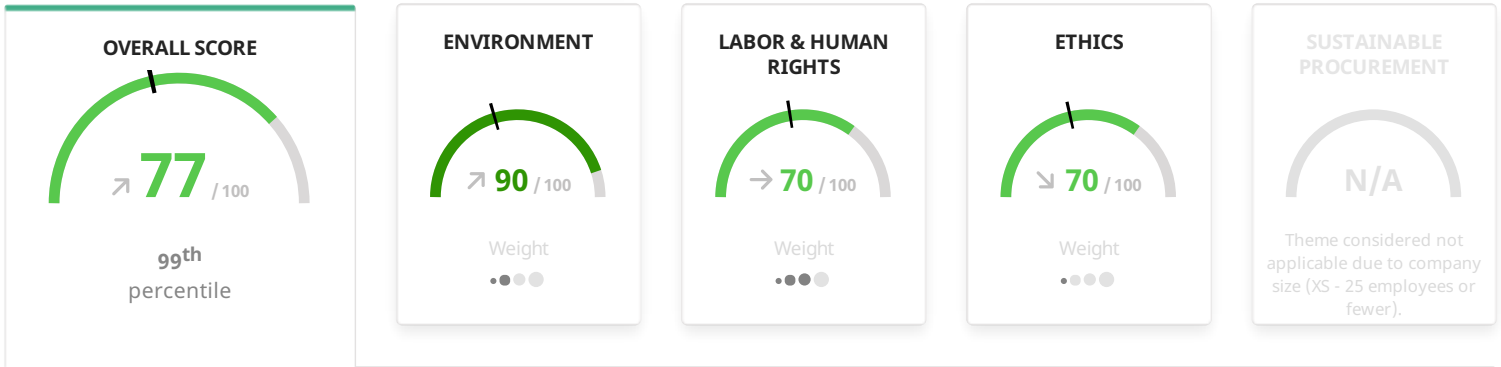 OVERALL SCORE
77 / 100
99th
percentile
ENVIRONMENT
90 / 100
Weight
LABOR & HUMAN
RIGHTS
70 / 100
Weight
ETHICS
70 / 100
Weight
SUSTAINABLE
PROCUREMENT
N/A
Theme considered not
applicable due to company
size (XS - 25 employees or
fewer).